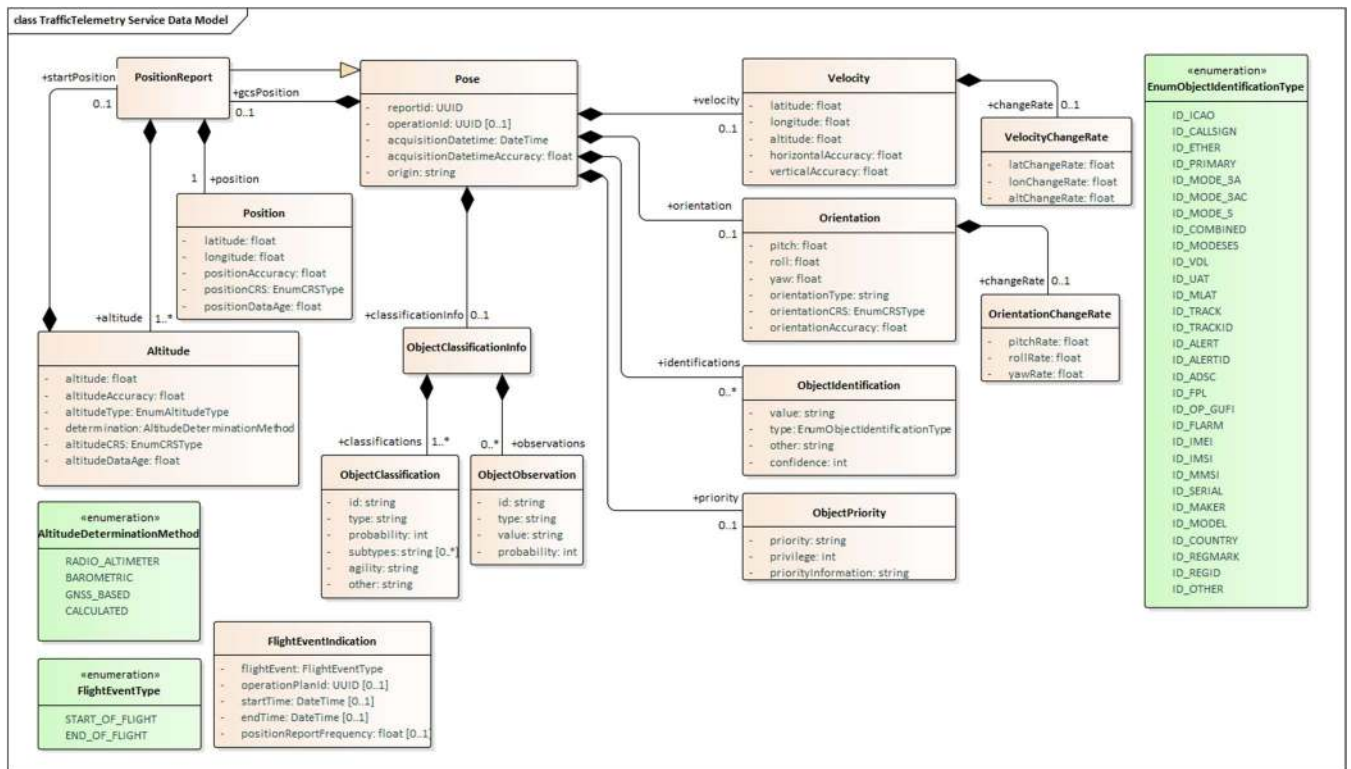 class TrafficTelemetry Service Data Model
PositionReport
+startPosition
0..1
+gcsPosition
0..1
Pose
- reportId: UUID
- operationId: UUID [0..1]
- acquisitionDatetime: DateTime
- acquisitionDatetimeAccuracy: float
- origin: string
+velocity
0..1
Velocity
- latitude: float
- longitude: float
- altitude: float
- horizontalAccuracy: float
- verticalAccuracy: float
+changeRate
0..1
VelocityChangeRate
- latChangeRate: float
- lonChangeRate: float
- altChangeRate: float
1
+position
Position
- latitude: float
- longitude: float
- positionAccuracy: float
- positionCRS: EnumCRSType
- positionDataAge: float
+orientation
0..1
Orientation
- pitch: float
- roll: float
- yaw: float
- orientationType: string
- orientationCRS: EnumCRSType
- orientationAccuracy: float
+changeRate
0..1
OrientationChangeRate
- pitchRate: float
- rollRate: float
- yawRate: float
+altitude
1..*
Altitude
- altitude: float
- altitudeAccuracy: float
- altitudeType: EnumAltitudeType
- determination: AltitudeDeterminationMethod
- altitudeCRS: EnumCRSType
- altitudeDataAge: float
+classificationInfo
0..1
ObjectClassificationInfo
+classifications
1..*
0..*
+observations
ObjectClassification
- id: string
- type: string
- probability: int
- subtypes: string [0..*]
- agility: string
- other: string
ObjectObservation
- id: string
- type: string
- value: string
- probability: int
+identifications
0..*
ObjectIdentification
- value: string
- type: EnumObjectIdentificationType
- other: string
- confidence: int
+priority
0..1
ObjectPriority
- priority: string
- privilege: int
- priorityInformation: string
«enumeration»
AltitudeDeterminationMethod
RADIO_ALTIMETER
BAROMETRIC
GNSS_BASED
CALCULATED
«enumeration»
FlightEventType
START_OF_FLIGHT
END_OF_FLIGHT
FlightEventIndication
- flightEvent: FlightEventType
- operationPlanId: UUID [0..1]
- startTime: DateTime [0..1]
- endTime: DateTime [0..1]
- positionReportFrequency: float [0..1]
«enumeration»
EnumObjectIdentificationType
ID_ICAO
ID_CALLSIGN
ID_ETHER
ID_PRIMARY
ID_MODE_3A
ID_MODE_3AC
ID_MODE_S
ID_COMBINED
ID_MODESES
ID_VDL
ID_UAT
ID_MLAT
ID_TRACK
ID_TRACKID
ID_ALERT
ID_ALERTID
ID_ADSC
ID_FPL
ID_OP_GUFI
ID_FLARM
ID_IMEI
ID_IMSI
ID_MMSI
ID_SERIAL
ID_MAKER
ID_MODEL
ID_COUNTRY
ID_REGMARK
ID_REGID
ID_OTHER